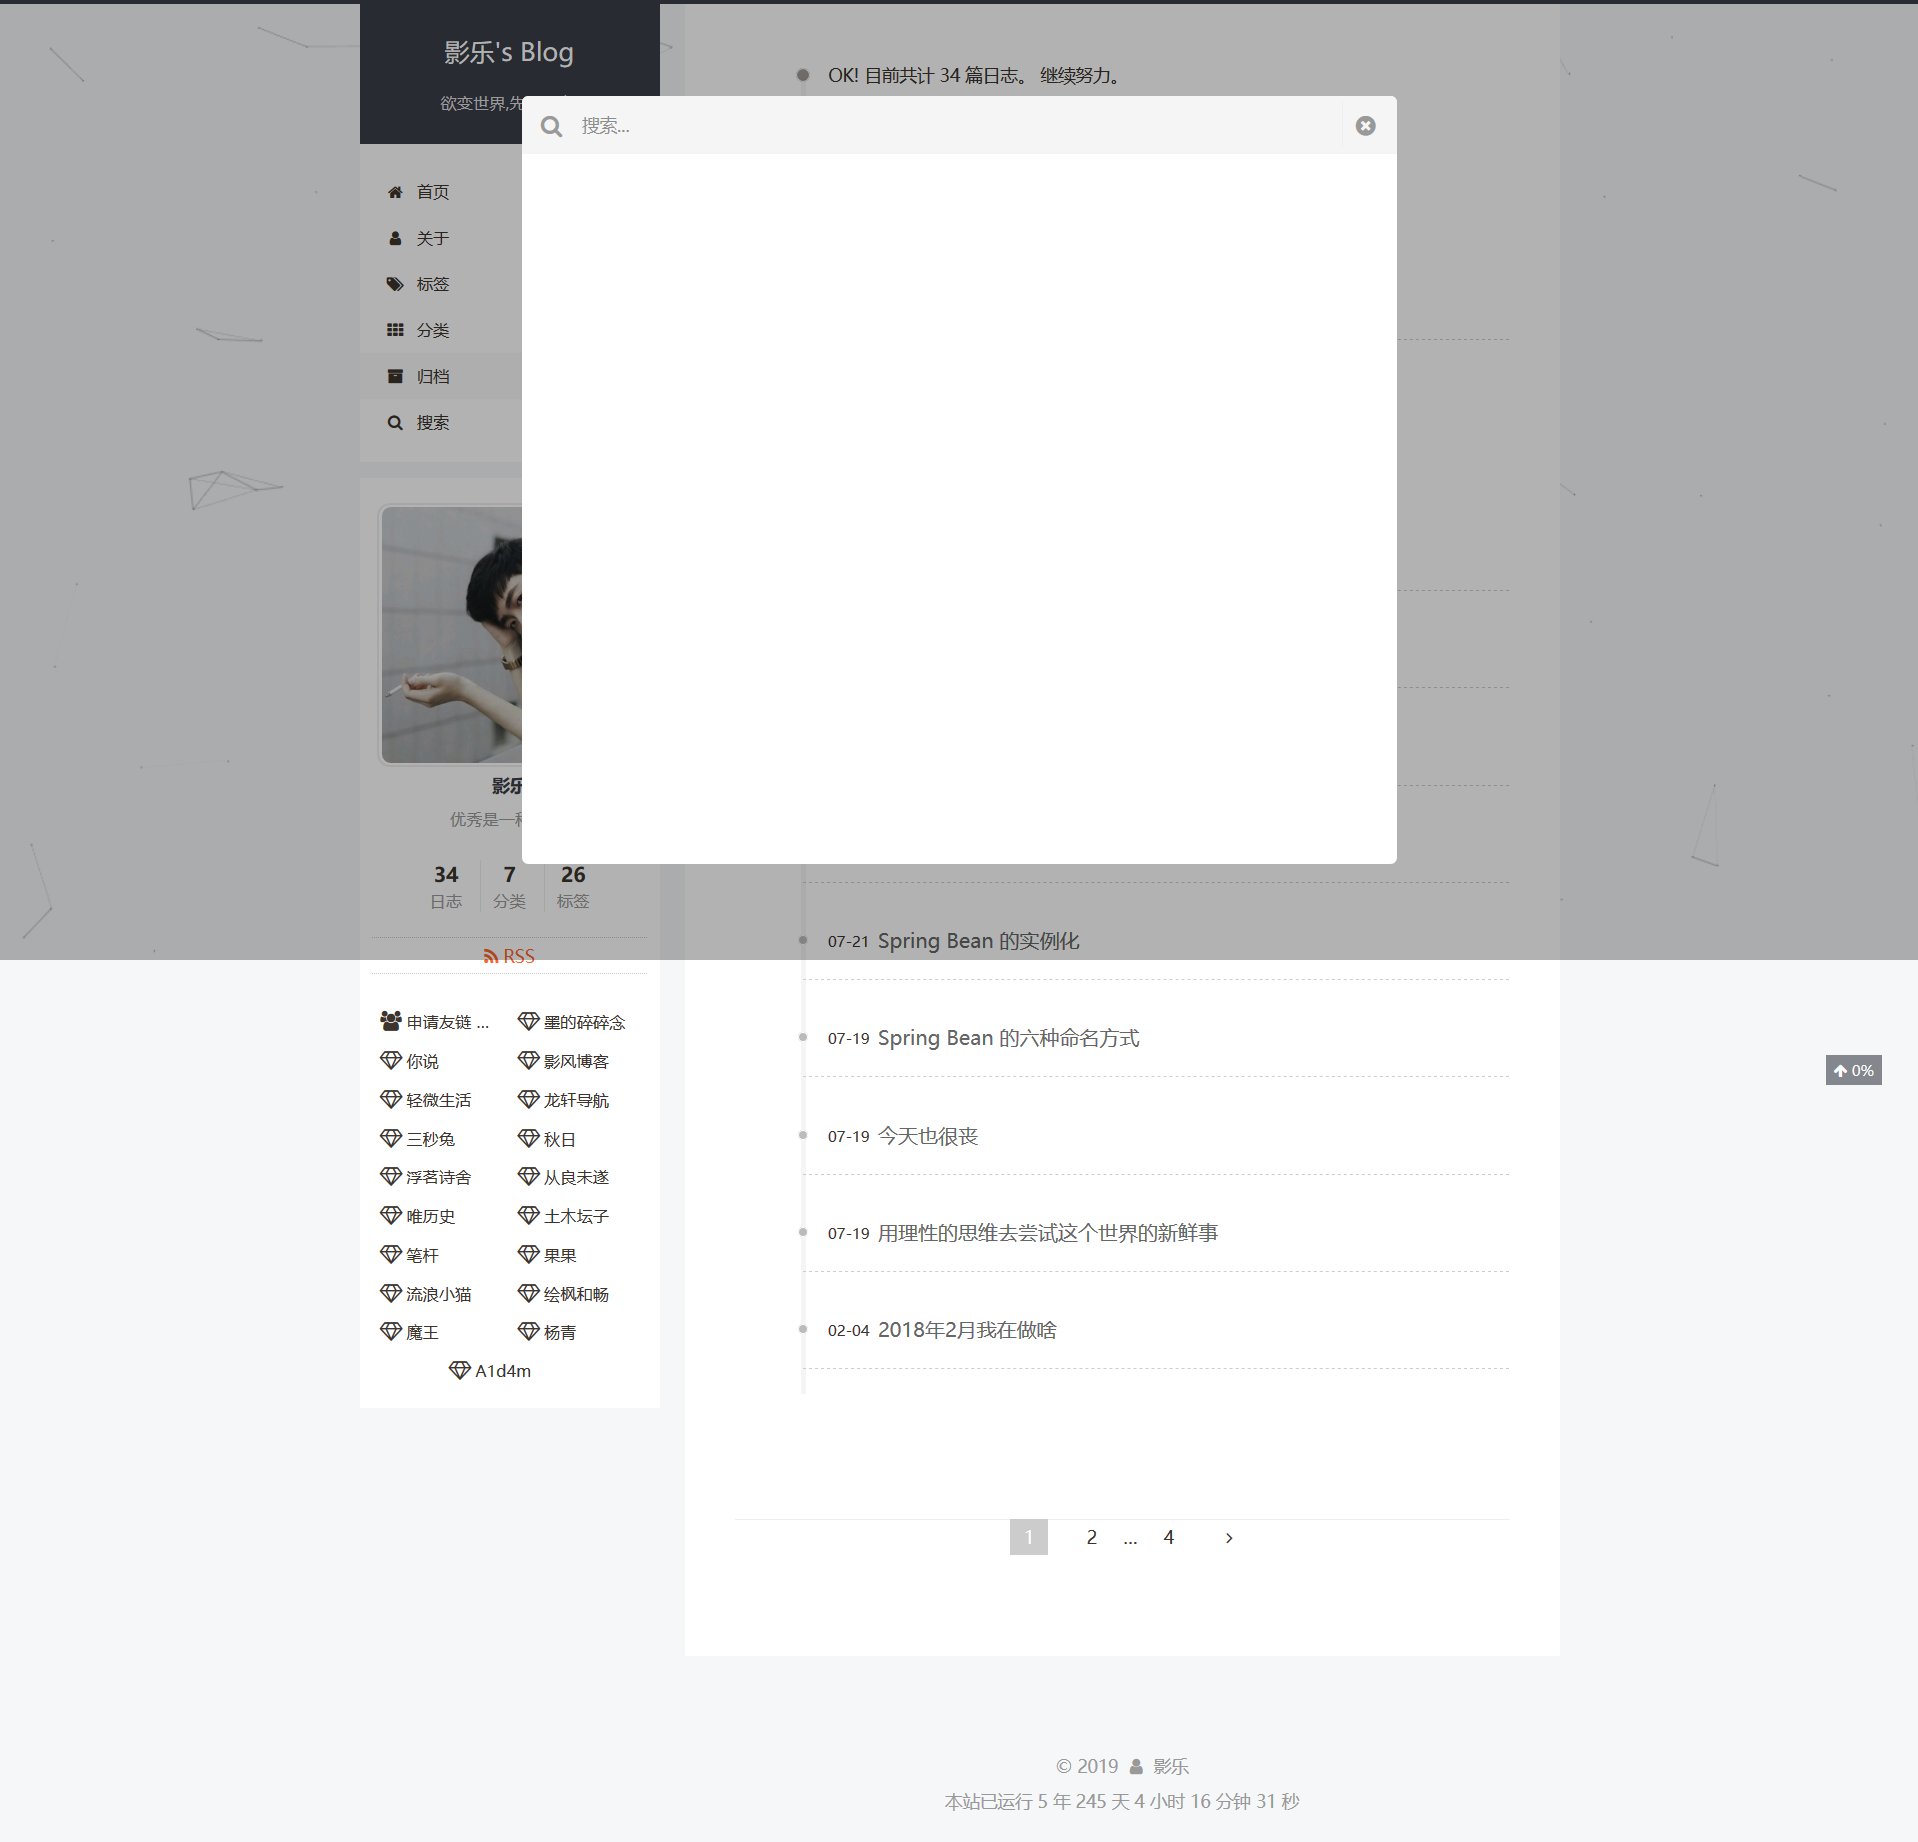 影乐's Blog
欲变世界,先
搜索...
首页
关于
标签
分类
归档
搜索
影乐
优秀是一种
34
日志
7
分类
26
标签
RSS
申请友链 ...
墨的碎碎念
你说
影风博客
轻微生活
龙轩导航
三秒兔
秋日
浮茗诗舍
从良未遂
唯历史
土木坛子
笔杆
果果
流浪小猫
绘枫和畅
魔王
杨青
A1d4m
OK! 目前共计 34 篇日志。 继续努力。
07-21 Spring Bean 的实例化
07-19 Spring Bean 的六种命名方式
07-19 今天也很丧
07-19 用理性的思维去尝试这个世界的新鲜事
02-04 2018年2月我在做啥
1 2 ... 4
0%
© 2019 影乐
本站已运行 5 年 245 天 4 小时 16 分钟 31 秒